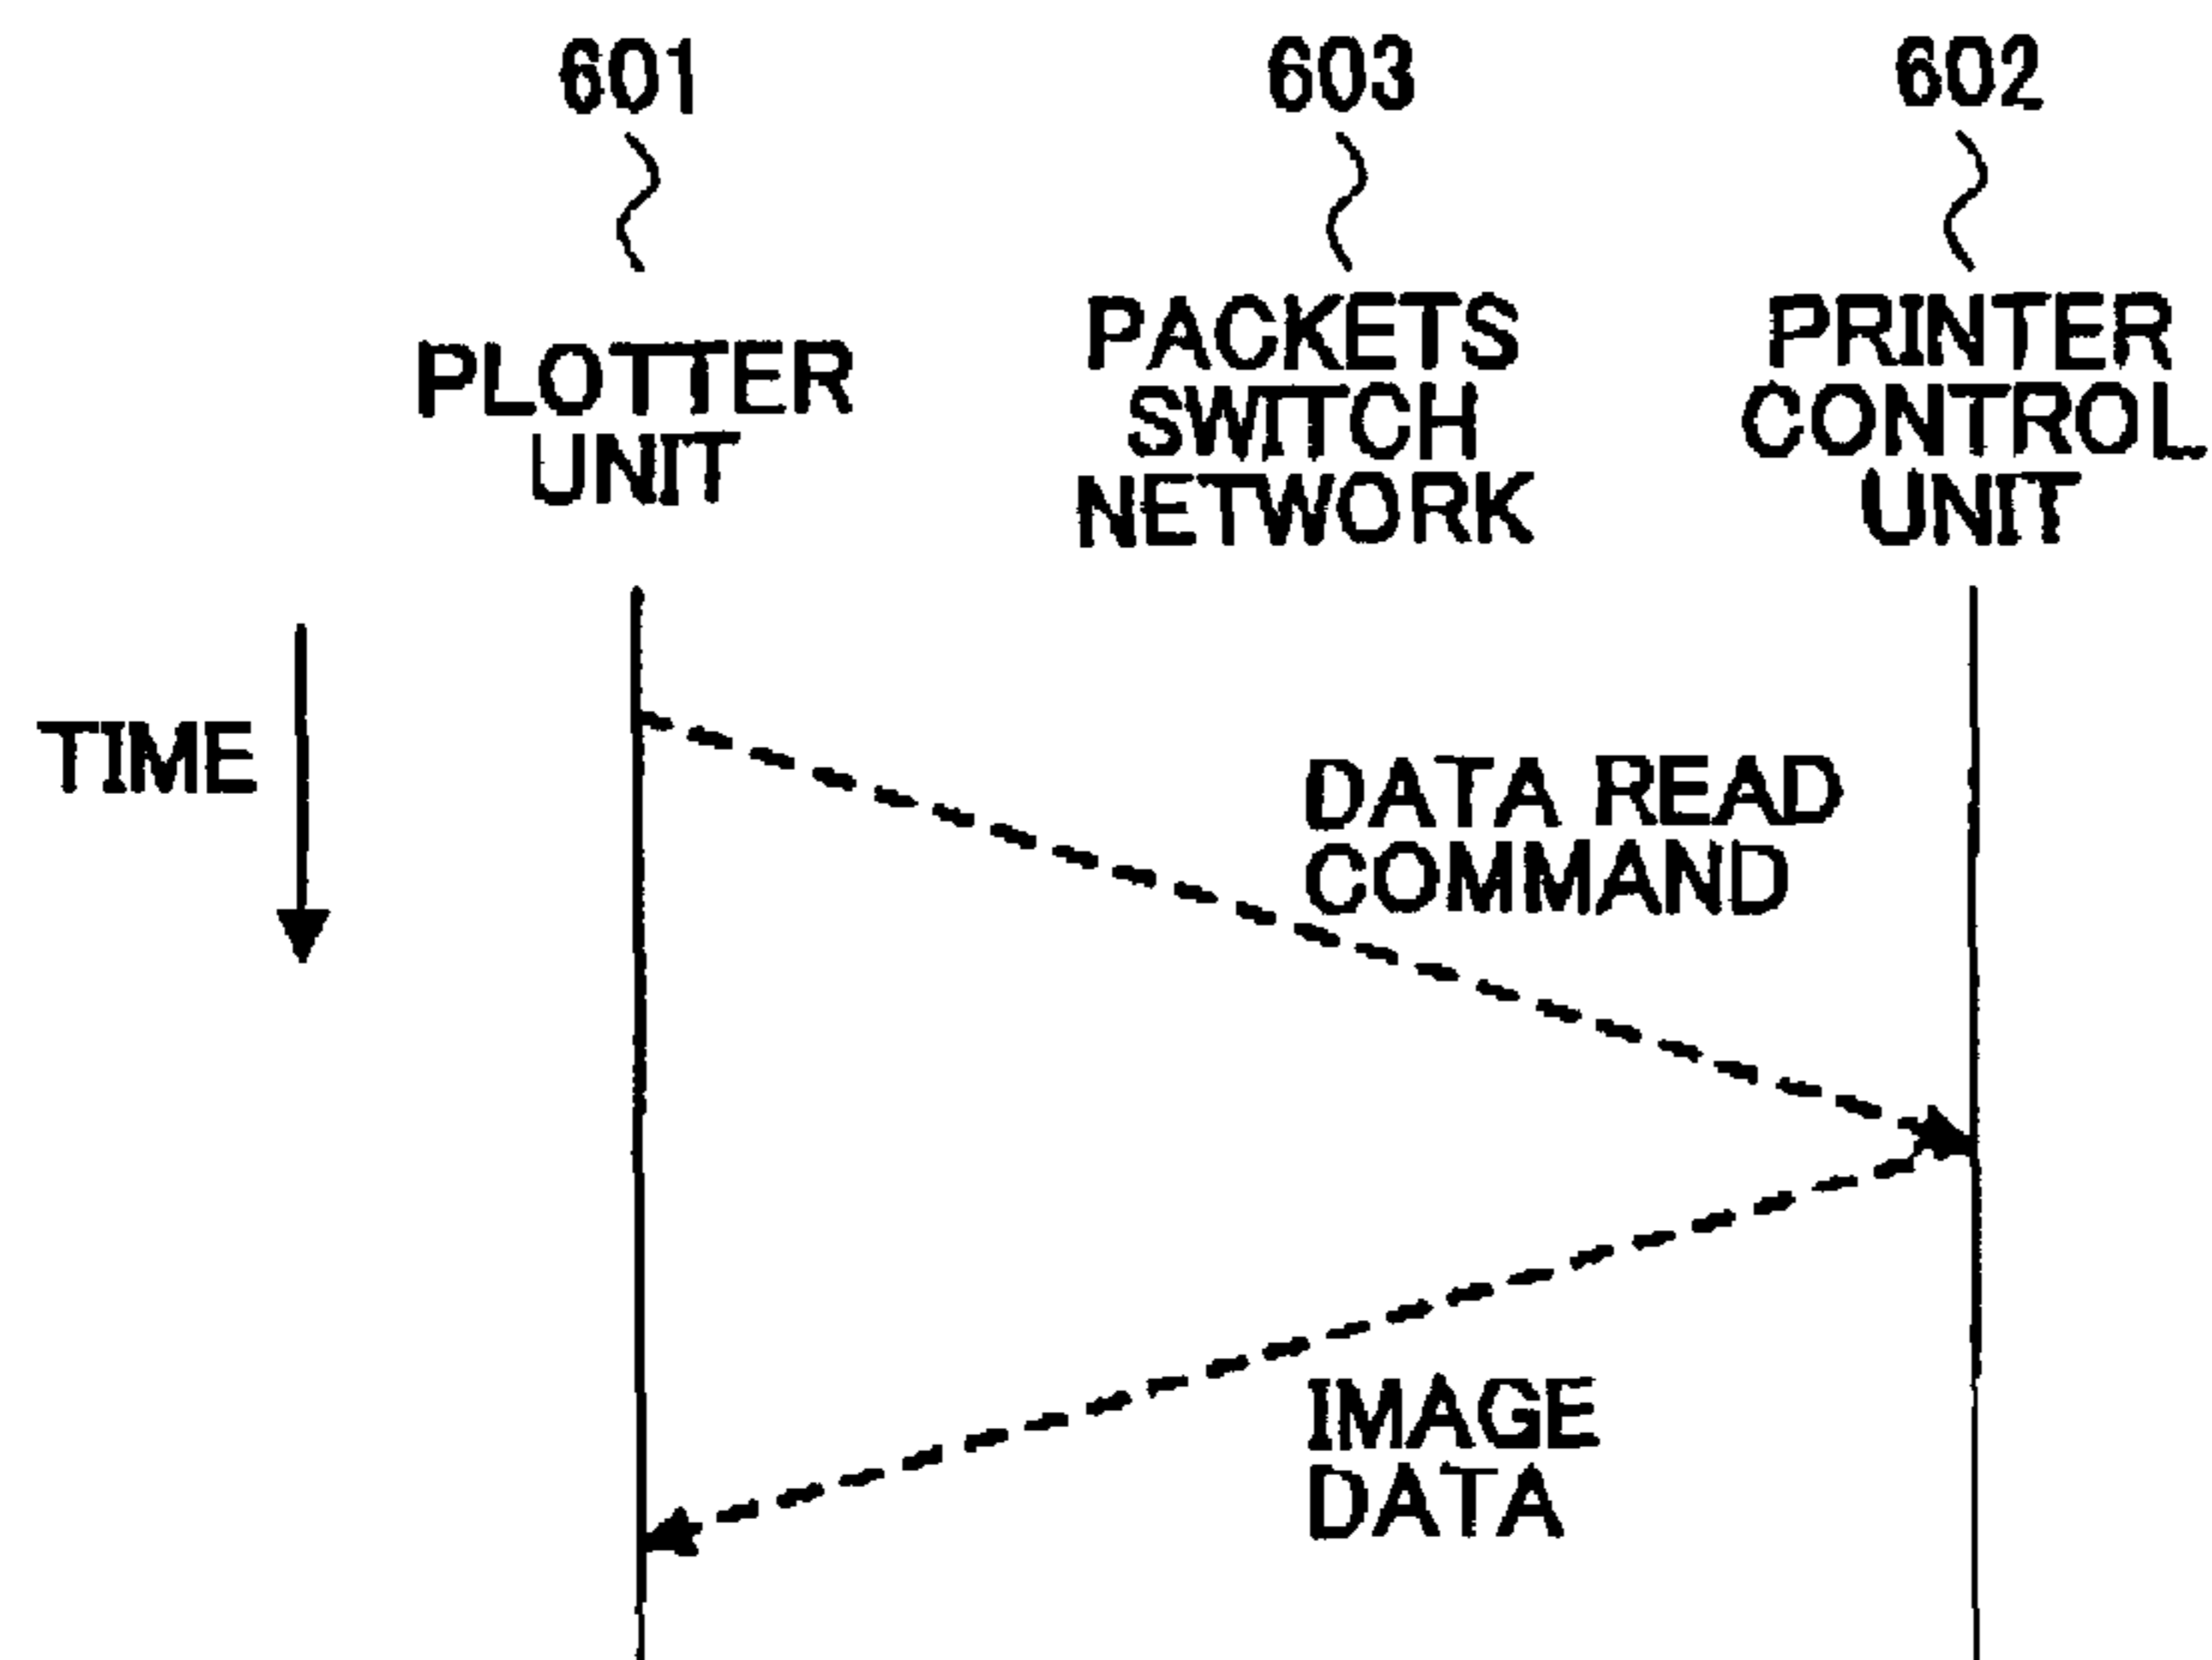 601
603
602
PLOTTER
UNIT
PACKETS
SWITCH
NETWORK
PRINTER
CONTROL
UNIT
TIME
DATA READ
COMMAND
IMAGE
DATA